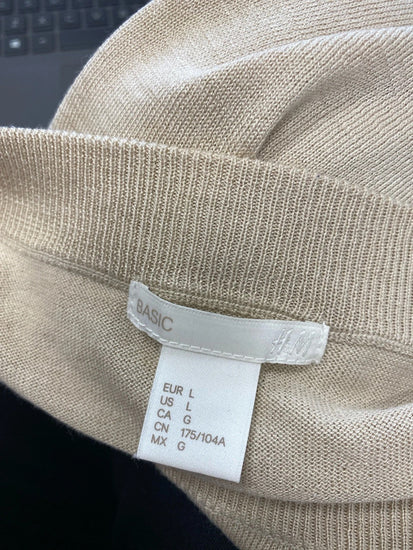 BASIC
H&M
EUR L
US L
CA G
CN 175/104A
MX G